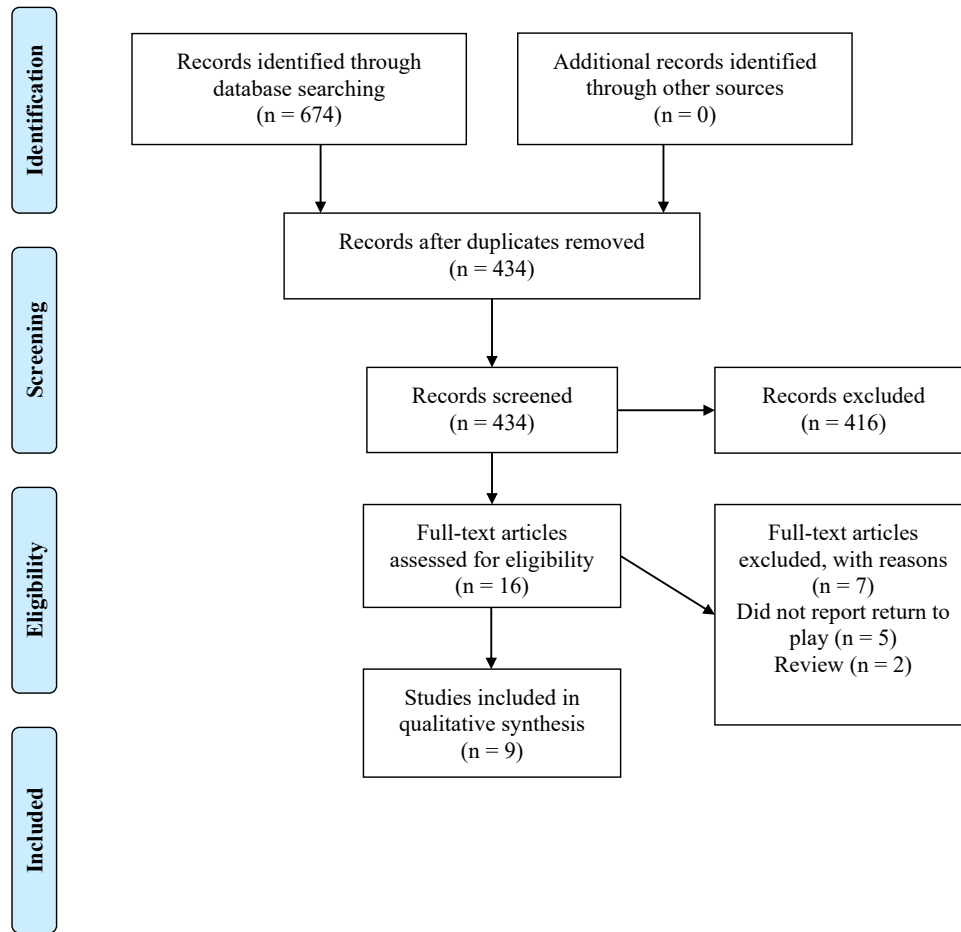 Identification
Records identified through
database searching
(n = 674)
Additional records identified
through other sources
(n = 0)
Records after duplicates removed
(n = 434)
Screening
Records screened
(n = 434)
Records excluded
(n = 416)
Eligibility
Full-text articles
assessed for eligibility
(n = 16)
Full-text articles
excluded, with reasons
(n = 7)
Did not report return to
play (n = 5)
Review (n = 2)
Included
Studies included in
qualitative synthesis
(n = 9)